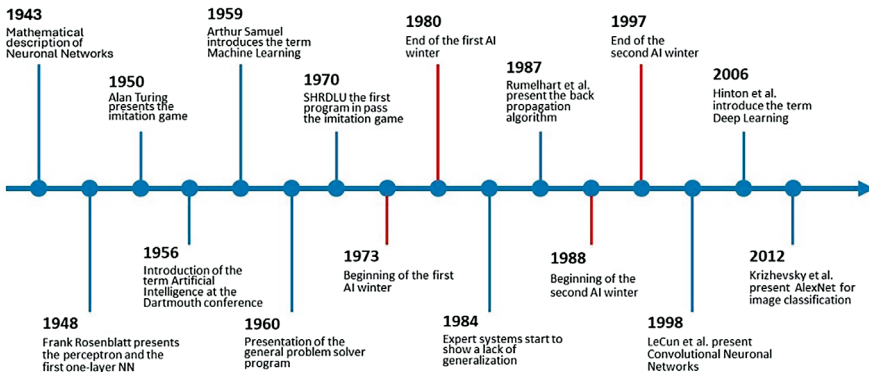 1943
Mathematical
description of
Neuronal Networks
1948
Frank Rosenblatt presents
the perceptron and the
first one-layer NN
1950
Alan Turing
presents the
imitation game
1956
Introduction of the
term Artificial
Intelligence at the
Dartmouth conference
1959
Arthur Samuel
introduces the term
Machine Learning
1960
Presentation of the
general problem solver
program
1970
SHRDLU the first
program in pass
the imitation game
1973
Beginning of the first
AI winter
1980
End of the first AI
winter
1984
Expert systems start to
show a lack of
generalization
1987
Rumelhart et al.
present the back
propagation
algorithm
1988
Beginning of the
second AI winter
1997
End of the
second AI winter
1998
LeCun et al. present
Convolutional Neuronal
Networks
2006
Hinton et al.
introduce the term
Deep Learning
2012
Krizhevsky et al.
present AlexNet for
image classification